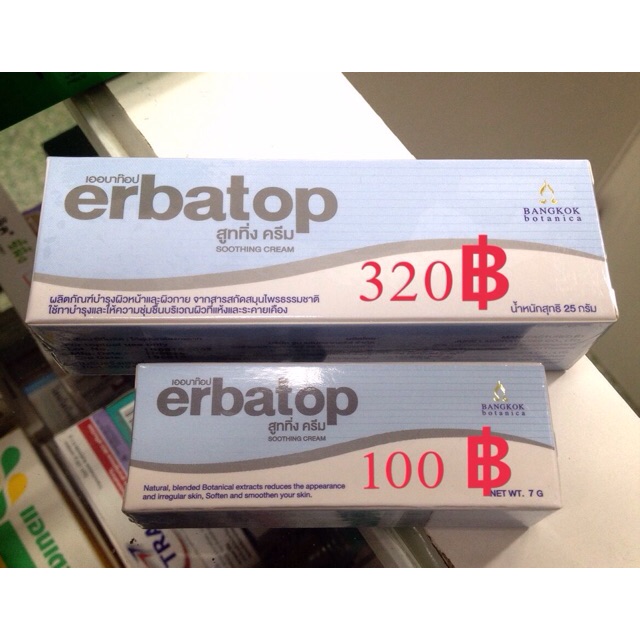 เออบาท๊อป
erbatop
สูททิ่ง ครีม
SOOTHING CREAM
BANGKOK
botanica
ผลิตภัณฑ์บำรุงผิวหน้าและผิวกาย จากสารสกัดสมุนไพรธรรมชาติ
ใช้ทาบำรุงและให้ความชุ่มชื้นบริเวณผิวที่แห้งและระคายเคือง
320฿
น้ำหนักสุทธิ 25 กรัม
เออบาท๊อป
erbatop
สูททิ่ง ครีม
SOOTHING CREAM
BANGKOK
botanica
Natural, blended Botanical extracts reduces the appearance
and irregular skin, Soften and smoothen your skin.
100 ฿
NET WT. 7 G
TRA